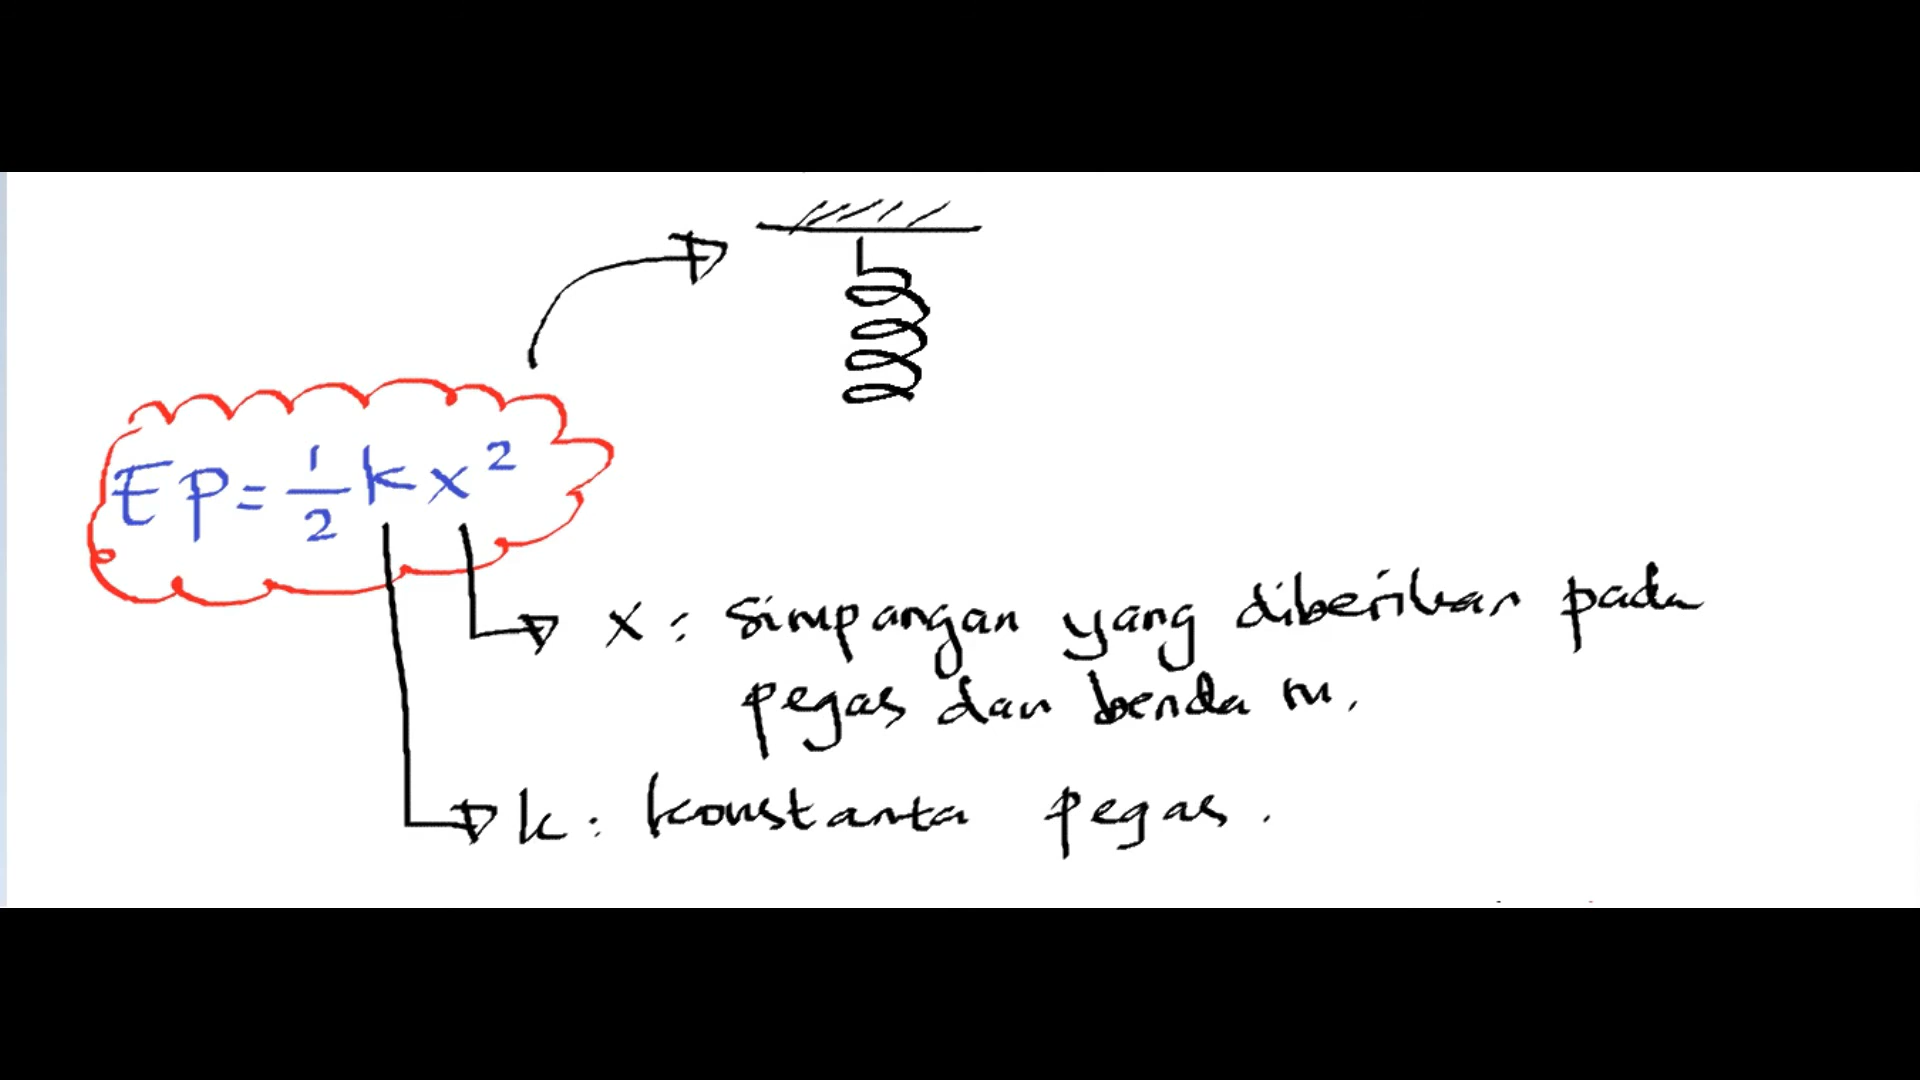 EP = 1/2 k x²
x : Simpangan yang diberikan pada
pegas dan benda m.
k : konstanta pegas.